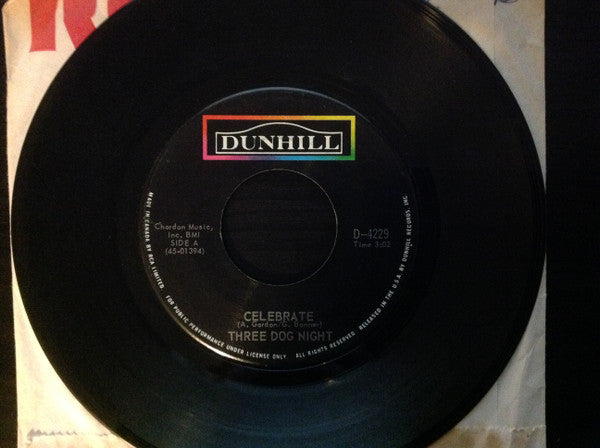 DUNHILL
Chardon Music,
Inc. BMI
SIDE A
(45-01394)
D-4229
Time 3:02
CELEBRATE
(A. Gordon/G. Bonner)
THREE DOG NIGHT
MADE IN CANADA BY RCA LIMITED. FOR PUBLIC PERFORMANCE UNDER LICENSE ONLY. ALL RIGHTS RESERVED. MASTERED IN THE U.S.A. BY DUNHILL RECORDS, INC.